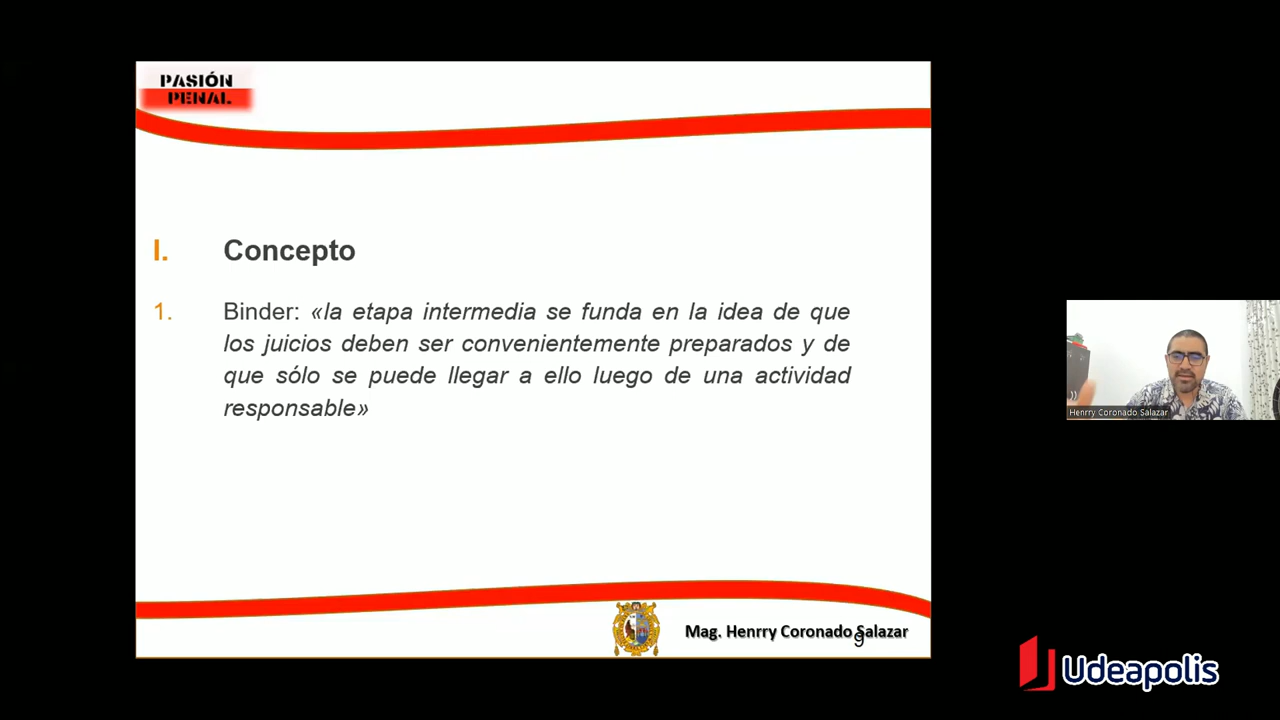 PASIÓN
PENAL
I. Concepto
1. Binder: «la etapa intermedia se funda en la idea de que
los juicios deben ser convenientemente preparados y de
que sólo se puede llegar a ello luego de una actividad
responsable»
Henrry Coronado Salazar
Mag. Henrry Coronado Salazar
9
Udeapolis